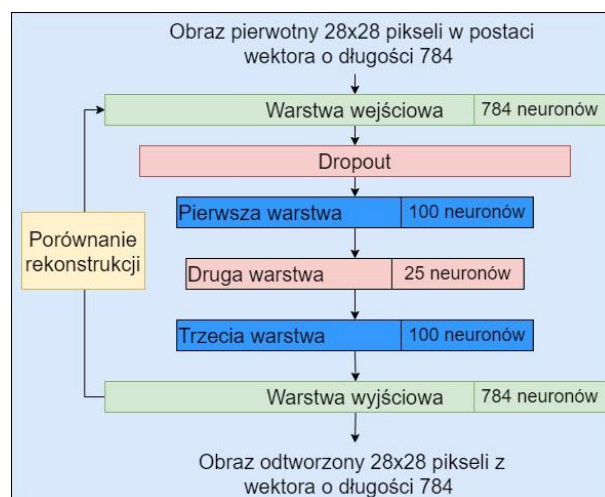 Obraz pierwotny 28x28 pikseli w postaci
wektora o długości 784
Warstwa wejściowa 784 neuronów
Dropout
Pierwsza warstwa 100 neuronów
Porównanie
rekonstrukcji
Druga warstwa 25 neuronów
Trzecia warstwa 100 neuronów
Warstwa wyjściowa 784 neuronów
Obraz odtworzony 28x28 pikseli z
wektora o długości 784